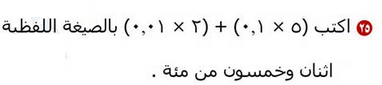 ٢٥ اكتب (٥ × ٠,١) + (٢ × ٠,٠١) بالصيغة اللفظية
اثنان وخمسون من مئة .